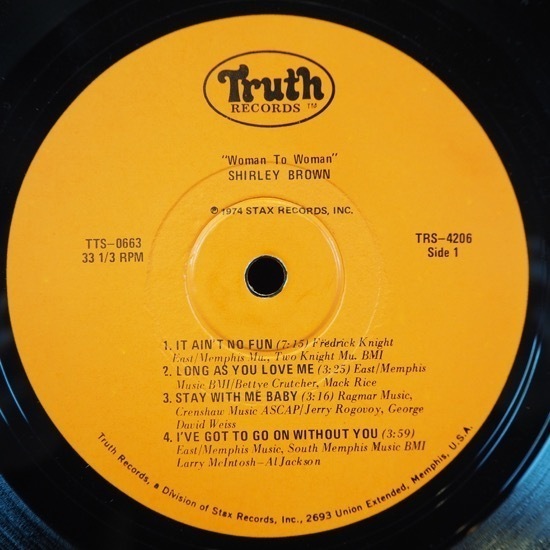 Truth
RECORDS TM
"Woman To Woman"
SHIRLEY BROWN
℗ 1974 STAX RECORDS, INC.
TTS-0663
33 1/3 RPM
TRS-4206
Side 1
1. IT AIN'T NO FUN (7:45) Fredrick Knight
East/Memphis Mu., Two Knight Mu. BMI
2. LONG AS YOU LOVE ME (3:25) East/Memphis
Music BMI/Bettye Crutcher, Mack Rice
3. STAY WITH ME BABY (3:16) Ragmar Music,
Crenshaw Music ASCAP/Jerry Rogovoy, George
David Weiss
4. I'VE GOT TO GO ON WITHOUT YOU (3:59)
East/Memphis Music, South Memphis Music BMI
Larry McIntosh-Al Jackson
Truth Records, a Division of Stax Records, Inc., 2693 Union Extended, Memphis, U.S.A.